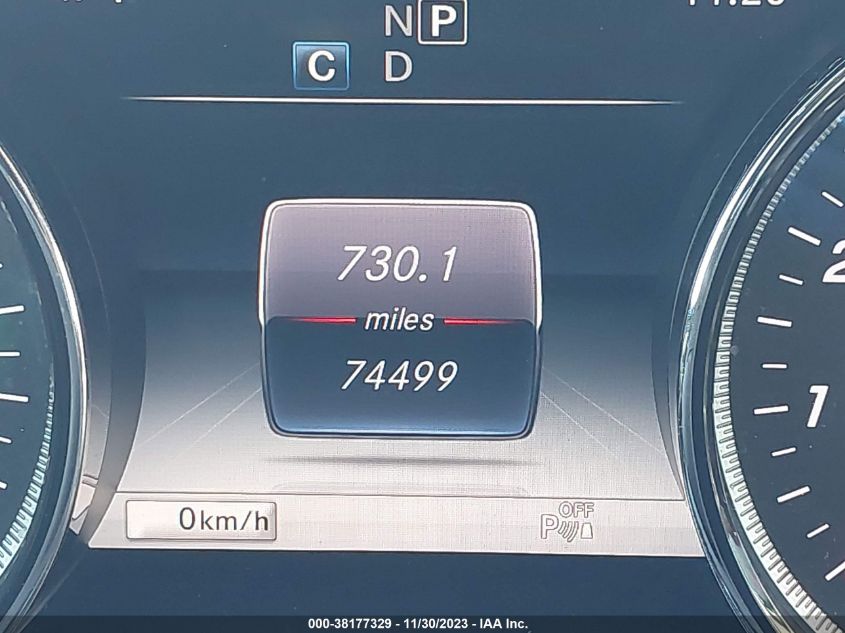 N P
C D
730.1
miles
74499
0km/h
OFF
P
2
1
000-38177329 - 11/30/2023 - IAA Inc.